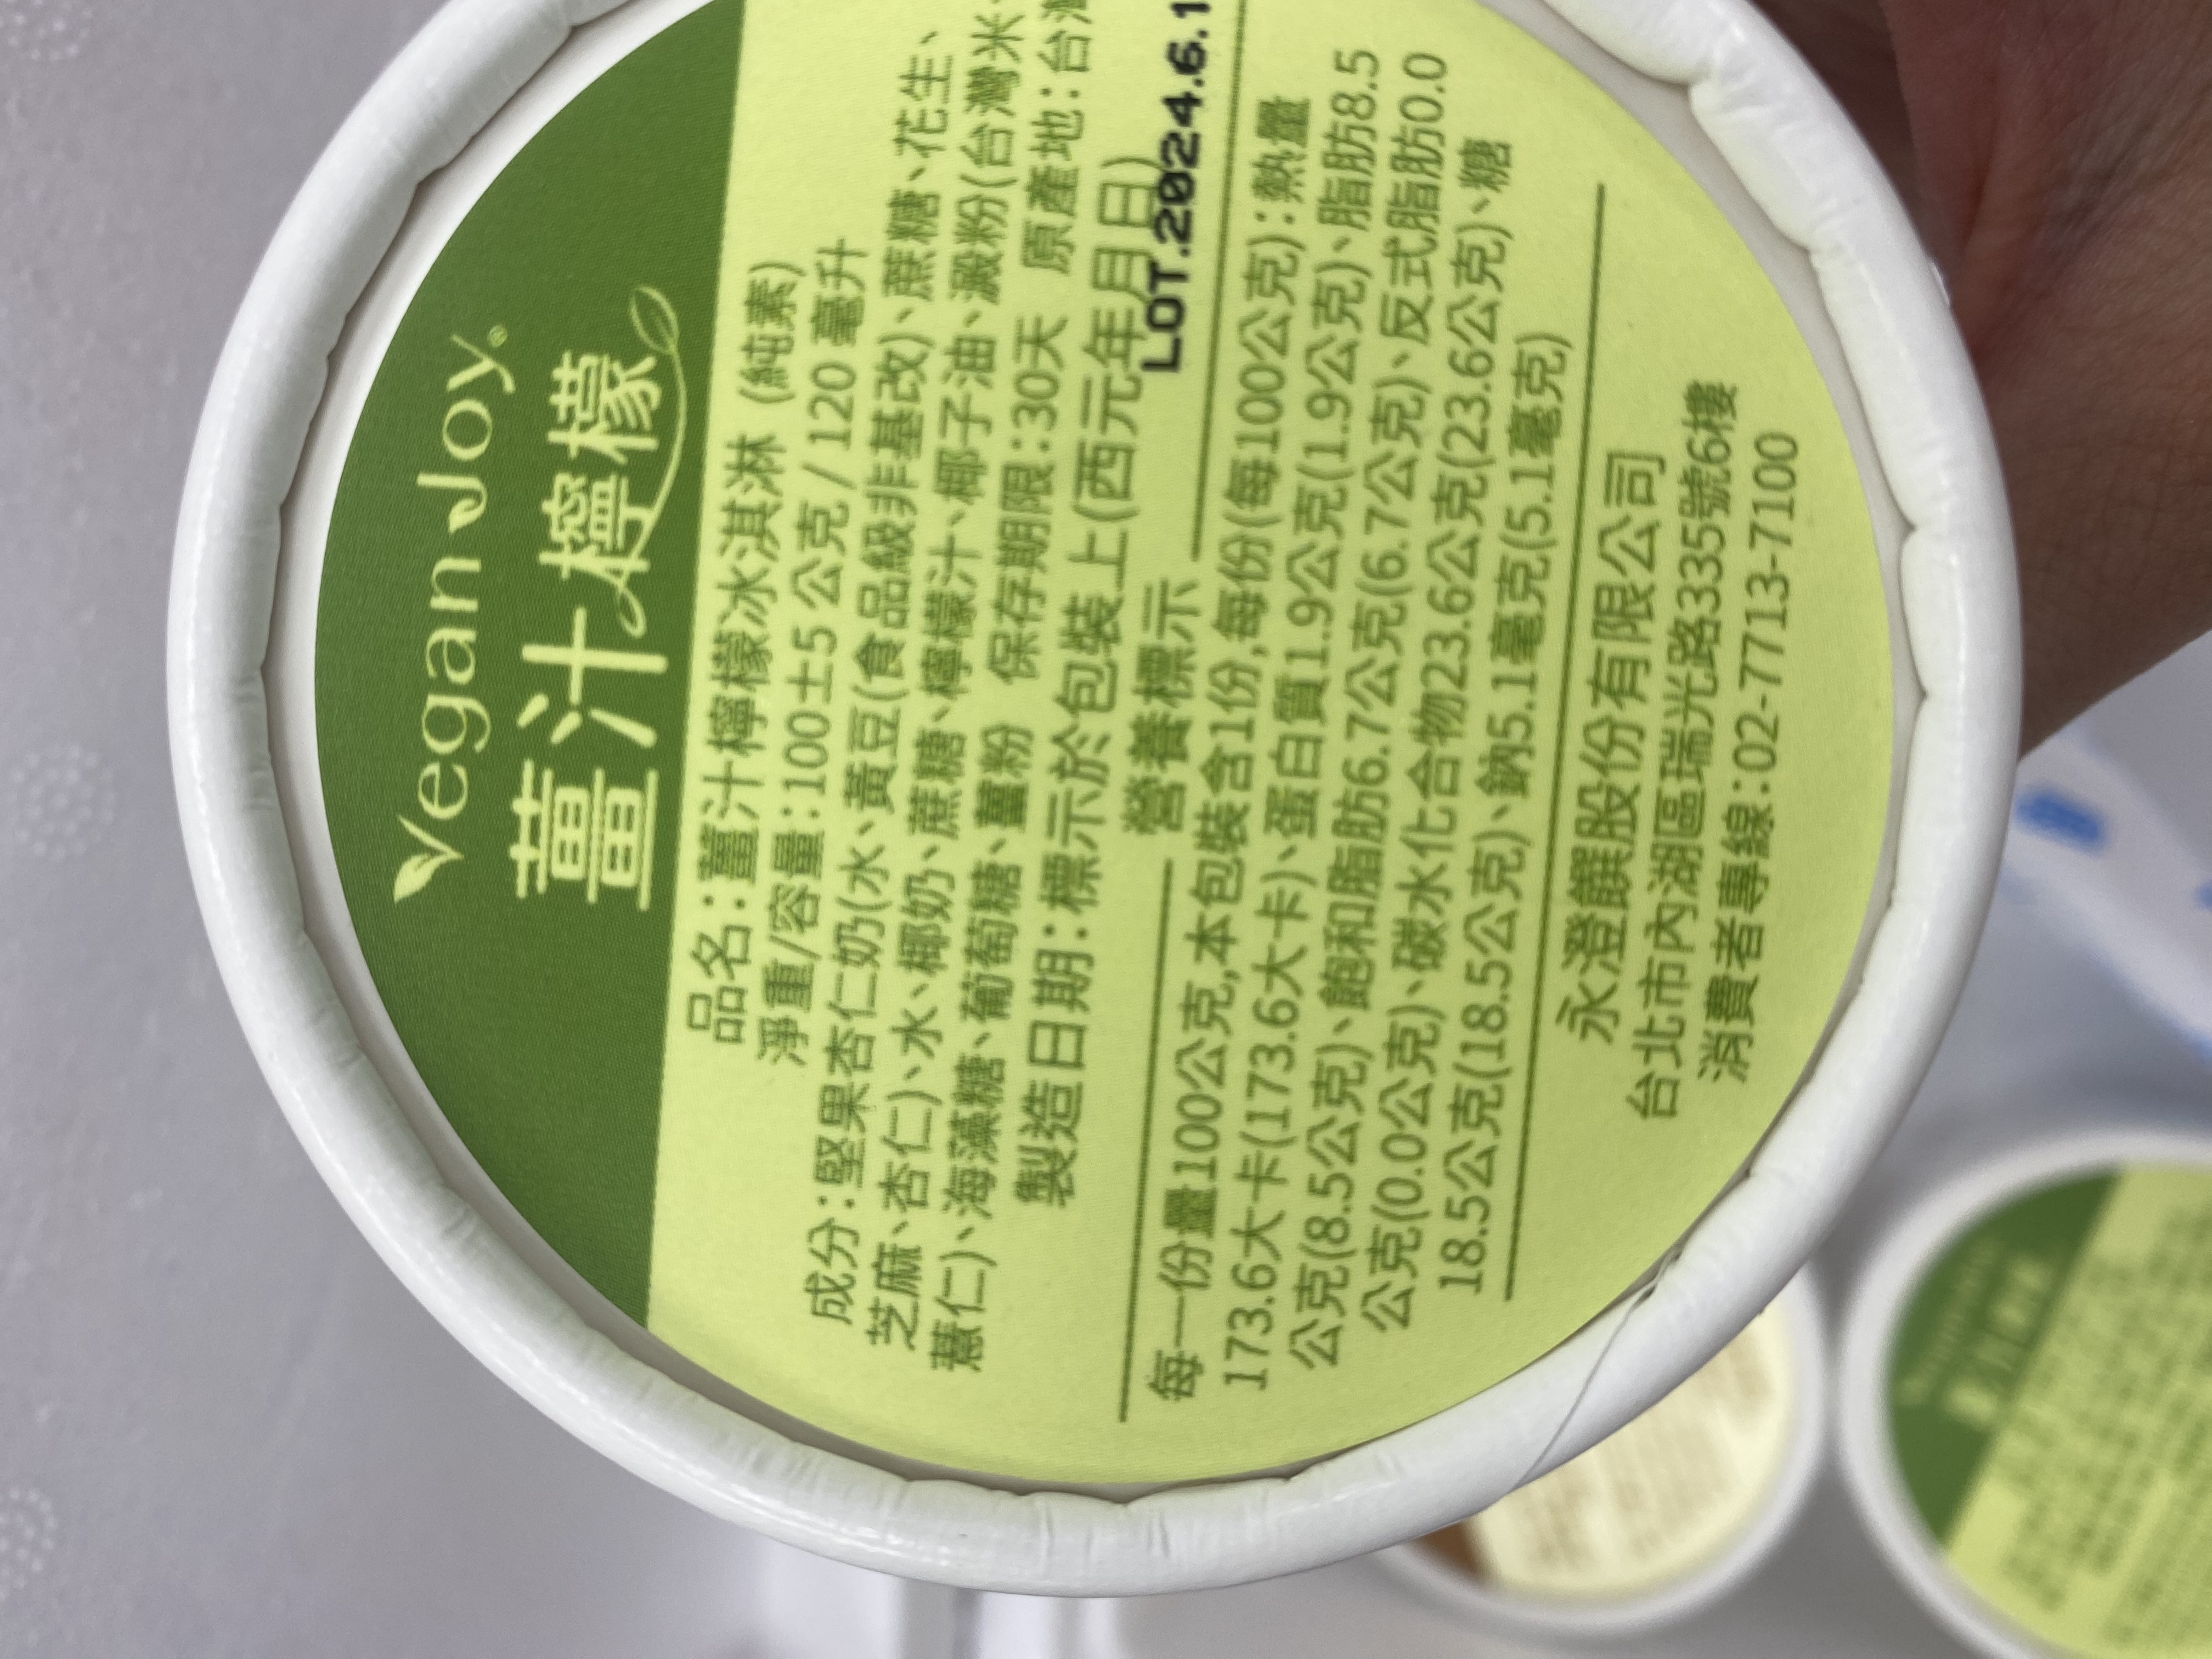 Vegan Joy®
薑汁檸檬
品名：薑汁檸檬冰淇淋 (純素)
淨重/容量：100±5 公克 / 120 毫升
成分：堅果杏仁奶(水、黃豆(食品級非基改)、蔗糖、花生、
芝麻、杏仁)、水、椰奶、蔗糖、檸檬汁、椰子油、澱粉(台灣米、
薏仁)、海藻糖、葡萄糖、薑粉 保存期限：30天 原產地：台灣
製造日期：標示於包裝上(西元年月日)
LOT.2024.6.1
營養標示
每一份量100公克,本包裝含1份,每份(每100公克)：熱量
173.6大卡(173.6大卡)、蛋白質1.9公克(1.9公克)、脂肪8.5
公克(8.5公克)、飽和脂肪6.7公克(6.7公克)、反式脂肪0.0
公克(0.0公克)、碳水化合物23.6公克(23.6公克)、糖
18.5公克(18.5公克)、鈉5.1毫克(5.1毫克)
永澄饌股份有限公司
台北市內湖區瑞光路335號6樓
消費者專線：02-7713-7100